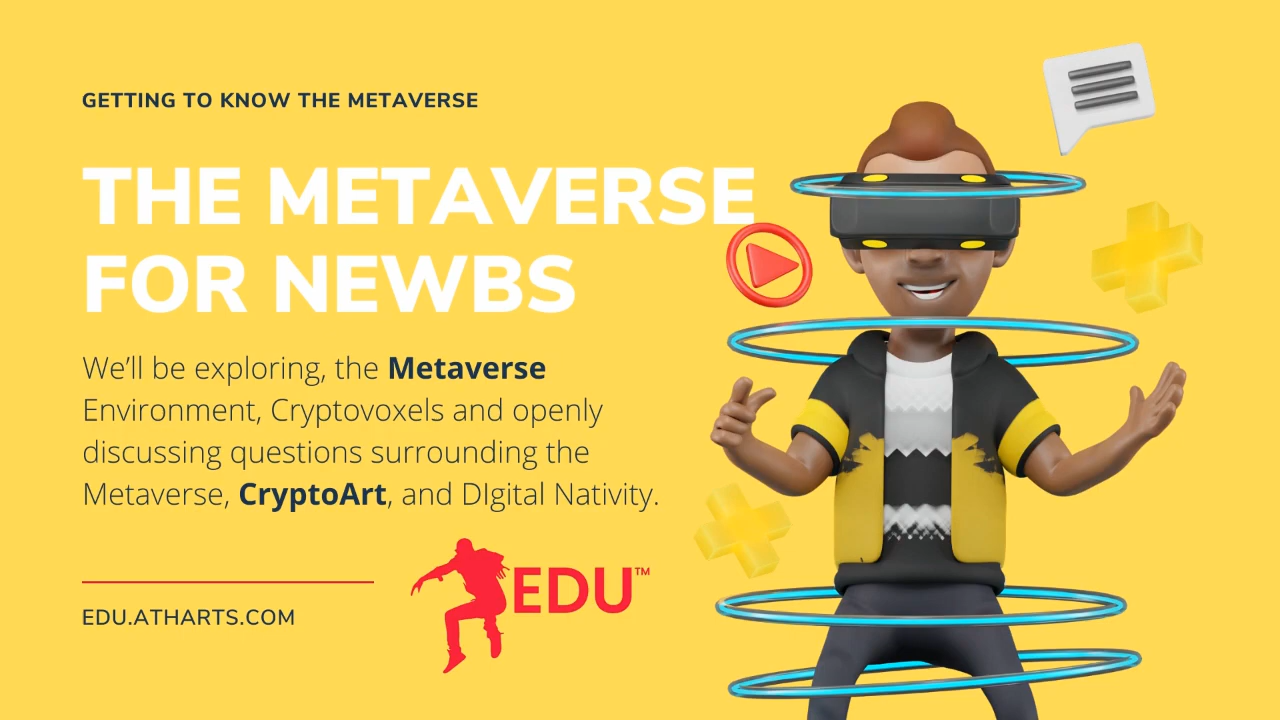 GETTING TO KNOW THE METAVERSE
THE METAVERSE
FOR NEWBS
We’ll be exploring, the Metaverse
Environment, Cryptovoxels and openly
discussing questions surrounding the
Metaverse, CryptoArt, and DIgital Nativity.
EDU™
EDU.ATHARTS.COM